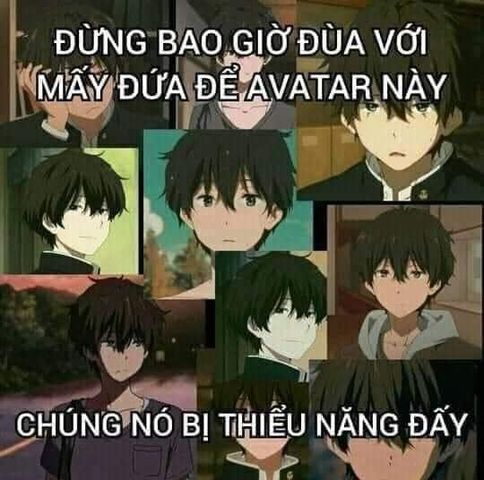 ĐỪNG BAO GIỜ ĐÙA VỚI
MẤY ĐỨA ĐỂ AVATAR NÀY
CHÚNG NÓ BỊ THIỂU NĂNG ĐẤY